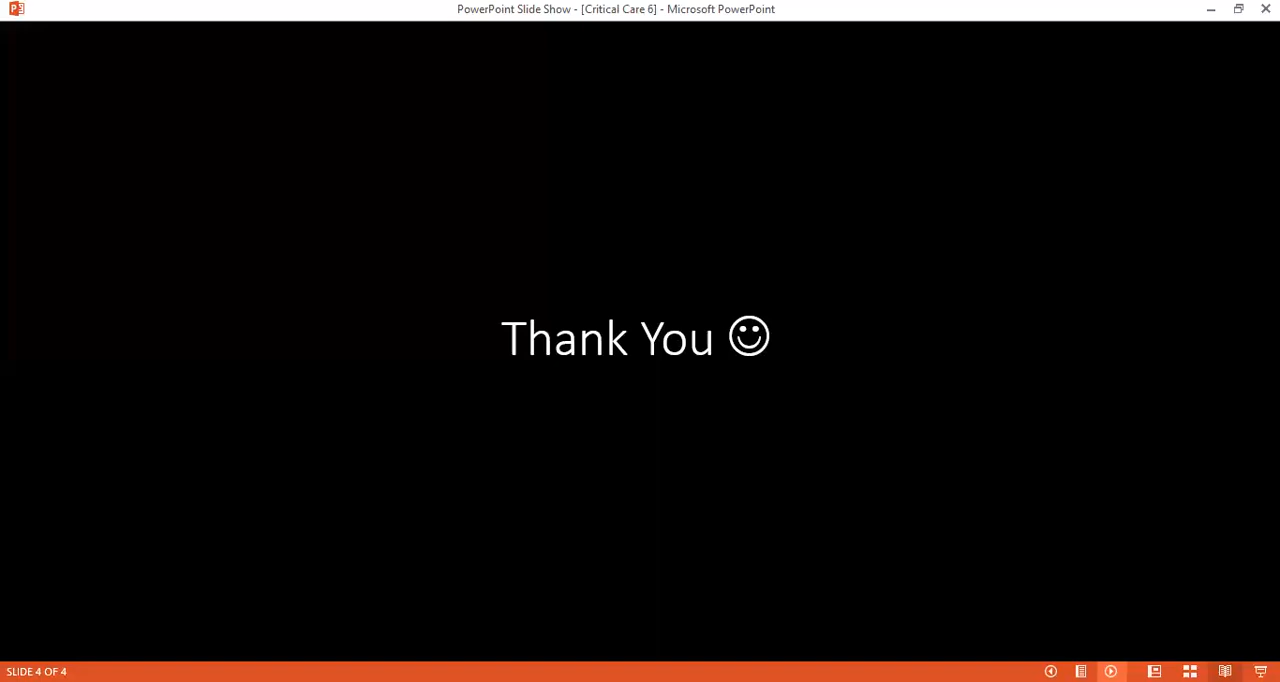 PowerPoint Slide Show - [Critical Care 6] - Microsoft PowerPoint
Thank You ☺
SLIDE 4 OF 4